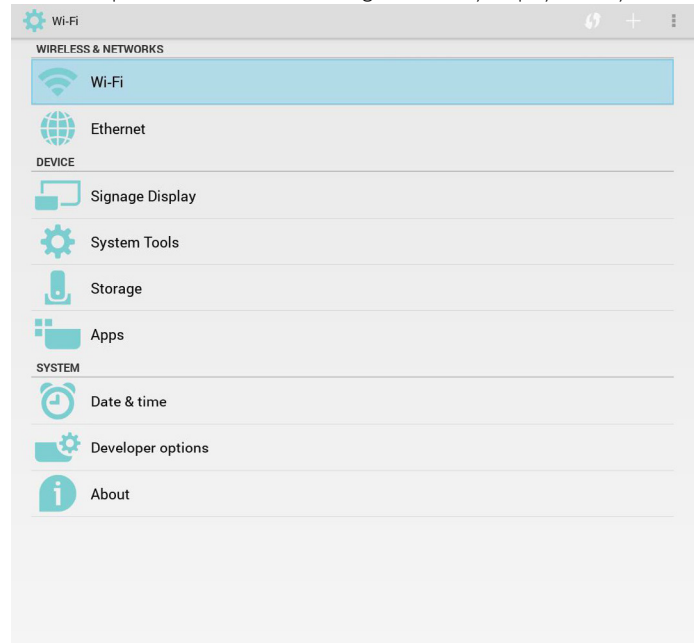 Wi-Fi
WIRELESS & NETWORKS
Wi-Fi
Ethernet
DEVICE
Signage Display
System Tools
Storage
Apps
SYSTEM
Date & time
Developer options
About